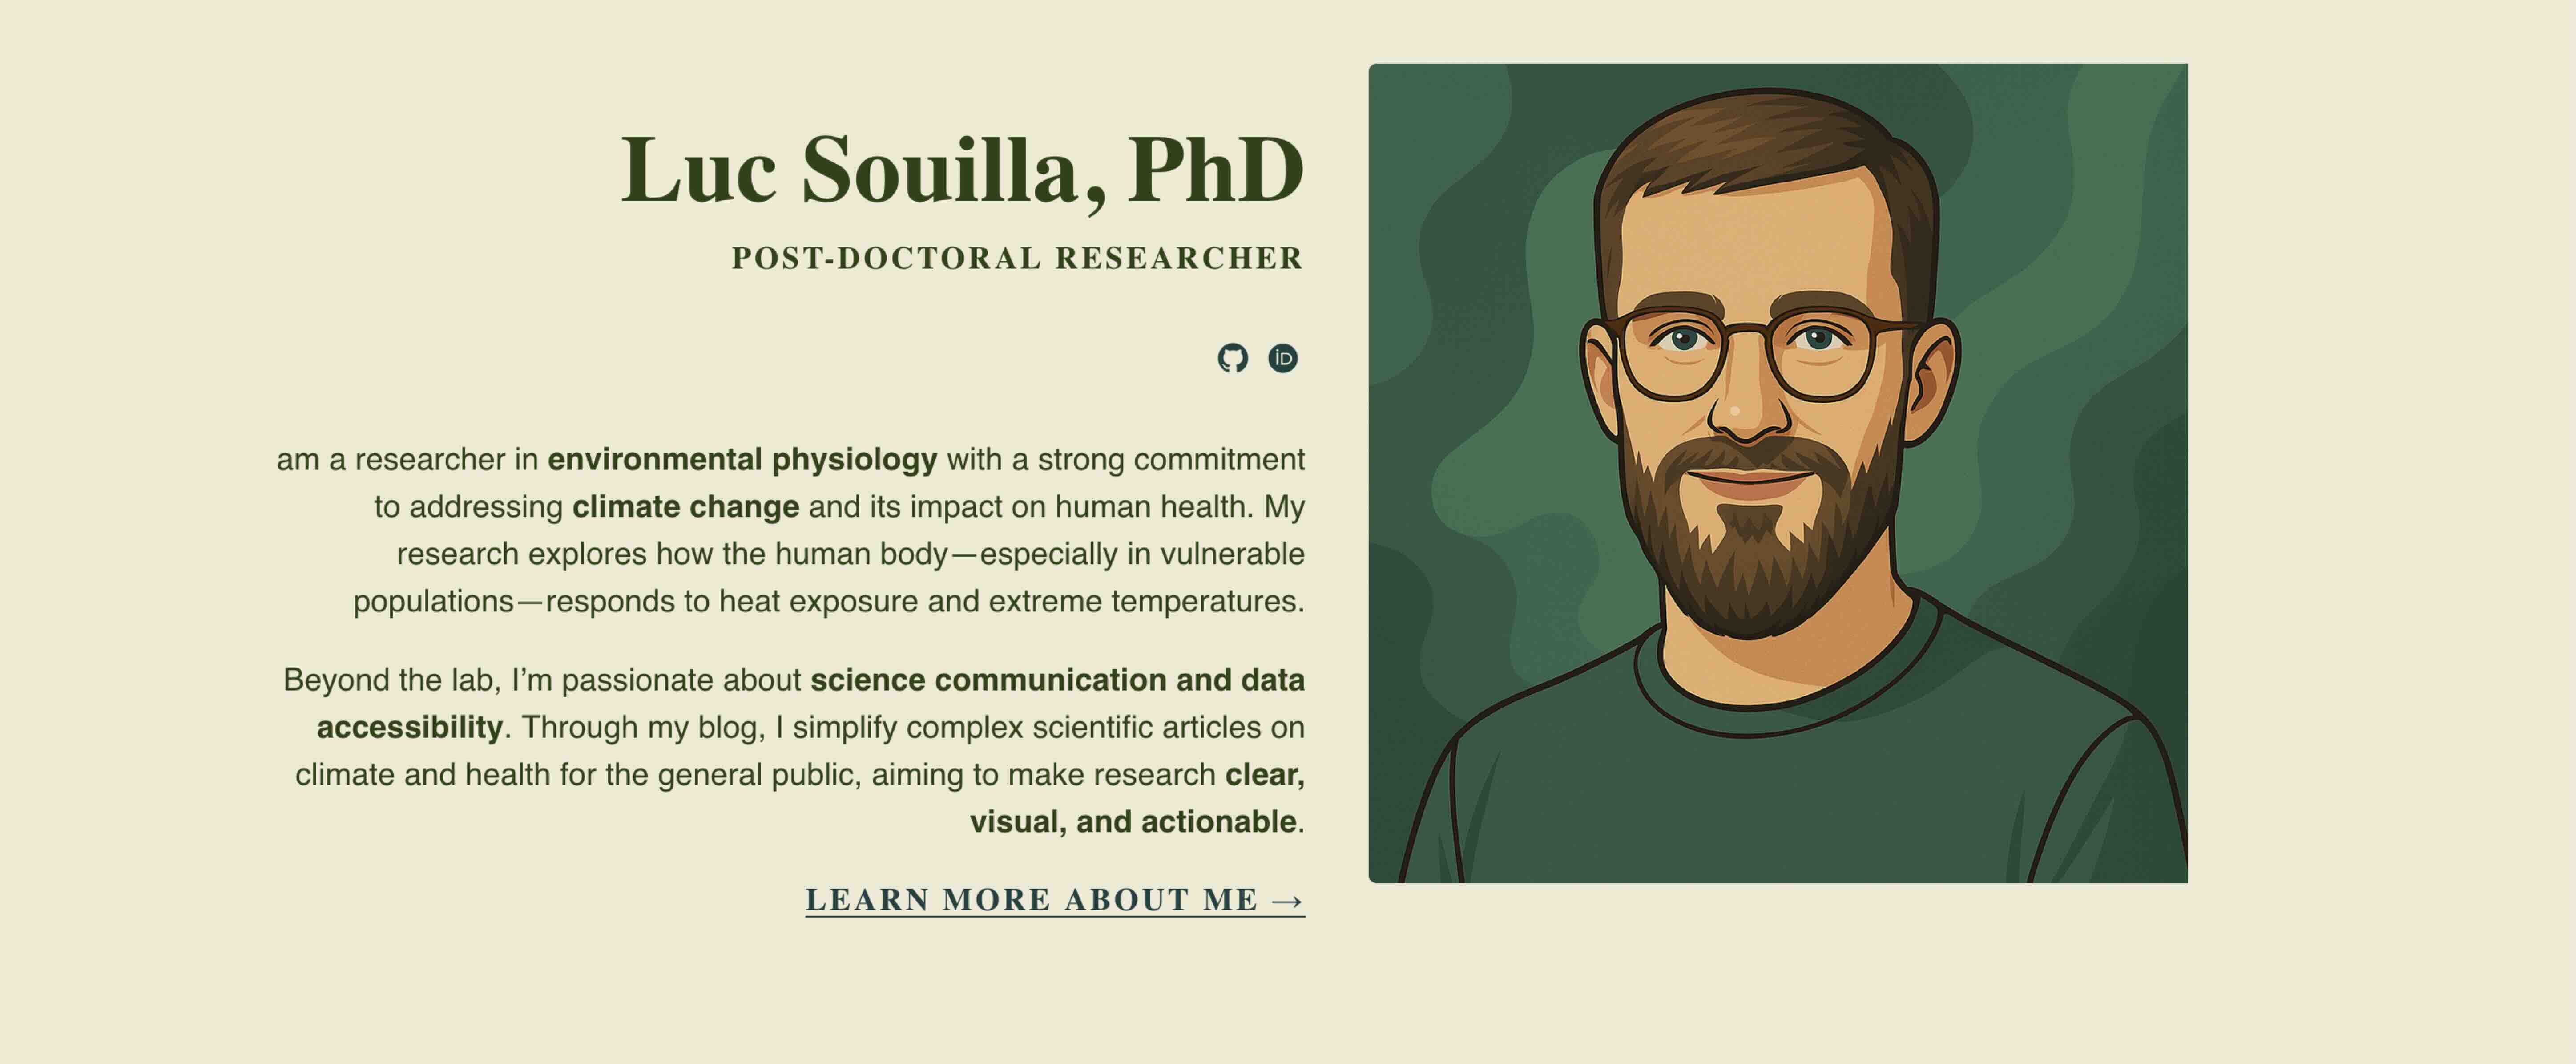 Luc Souilla, PhD
POST-DOCTORAL RESEARCHER
iD
am a researcher in environmental physiology with a strong commitment
to addressing climate change and its impact on human health. My
research explores how the human body—especially in vulnerable
populations—responds to heat exposure and extreme temperatures.
Beyond the lab, I’m passionate about science communication and data
accessibility. Through my blog, I simplify complex scientific articles on
climate and health for the general public, aiming to make research clear,
visual, and actionable.
LEARN MORE ABOUT ME →